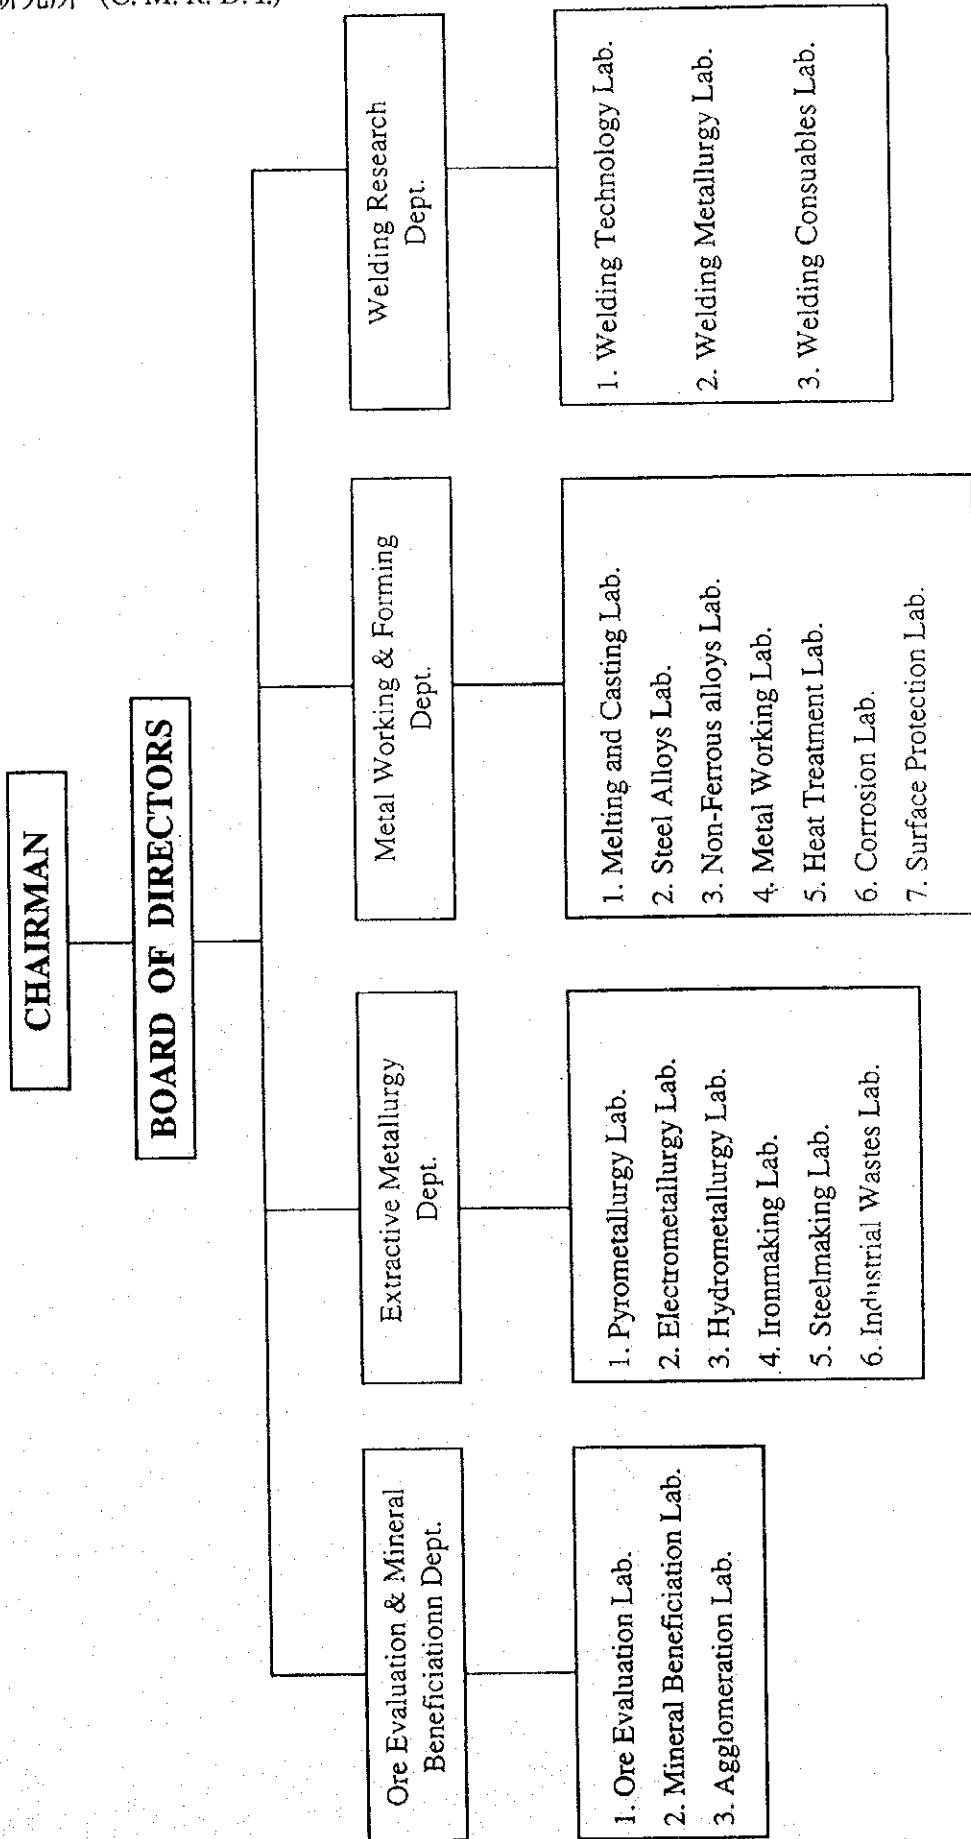 研究所 (C. M. R. D. I.)
CHAIRMAN
BOARD OF DIRECTORS
Ore Evaluation & Mineral
Beneficiationn Dept.
1. Ore Evaluation Lab.
2. Mineral Beneficiation Lab.
3. Agglomeration Lab.
Extractive Metallurgy
Dept.
1. Pyrometallurgy Lab.
2. Electrometallurgy Lab.
3. Hydrometallurgy Lab.
4. Ironmaking Lab.
5. Steelmaking Lab.
6. Industrial Wastes Lab.
Metal Working & Forming
Dept.
1. Melting and Casting Lab.
2. Steel Alloys Lab.
3. Non-Ferrous alloys Lab.
4. Metal Working Lab.
5. Heat Treatment Lab.
6. Corrosion Lab.
7. Surface Protection Lab.
Welding Research
Dept.
1. Welding Technology Lab.
2. Welding Metallurgy Lab.
3. Welding Consuables Lab.